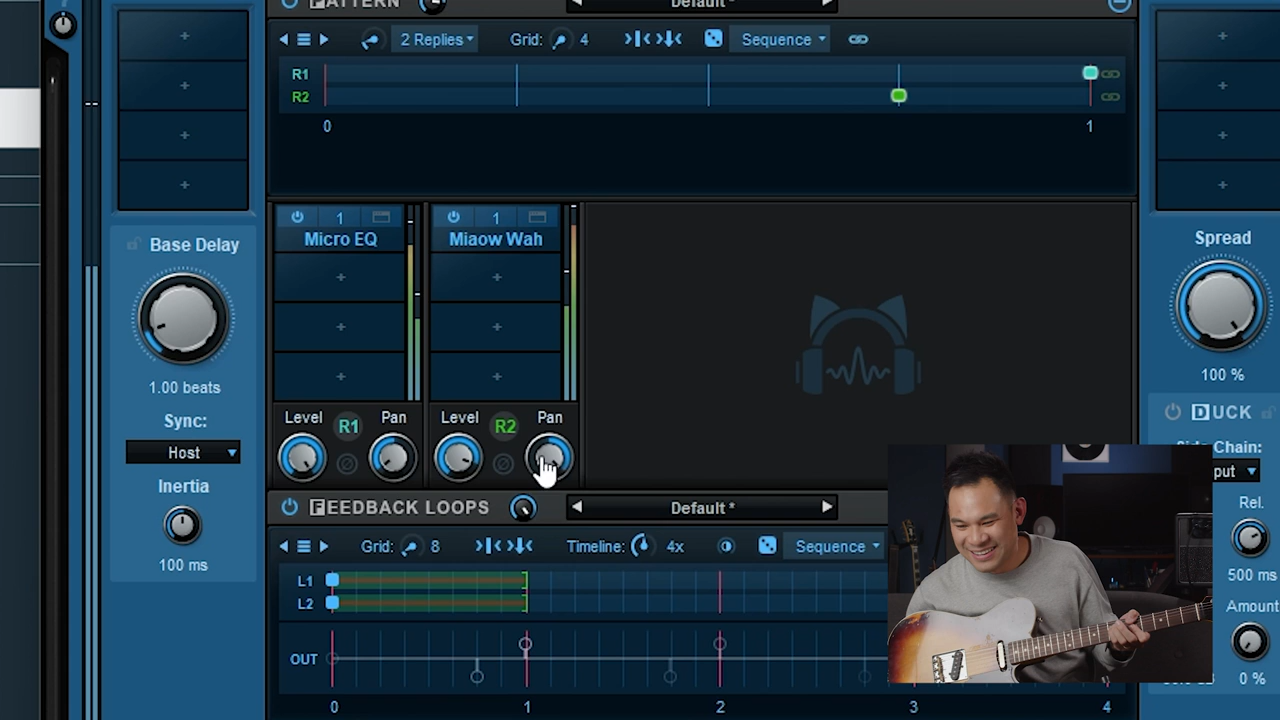 PATTERN Default *
2 Replies Grid: 4 Sequence
R1
R2
0 1
1 1
Micro EQ Miaow Wah
Base Delay
1.00 beats
Sync:
Host
Inertia
100 ms
Level R1 Pan Level R2 Pan
Spread
100 %
DUCK
Chain:
put
Rel.
500 ms
Amount
0 %
FEEDBACK LOOPS Default *
Grid: 8 Timeline: 4x Sequence
L1
L2
OUT
0 1 2 3 4